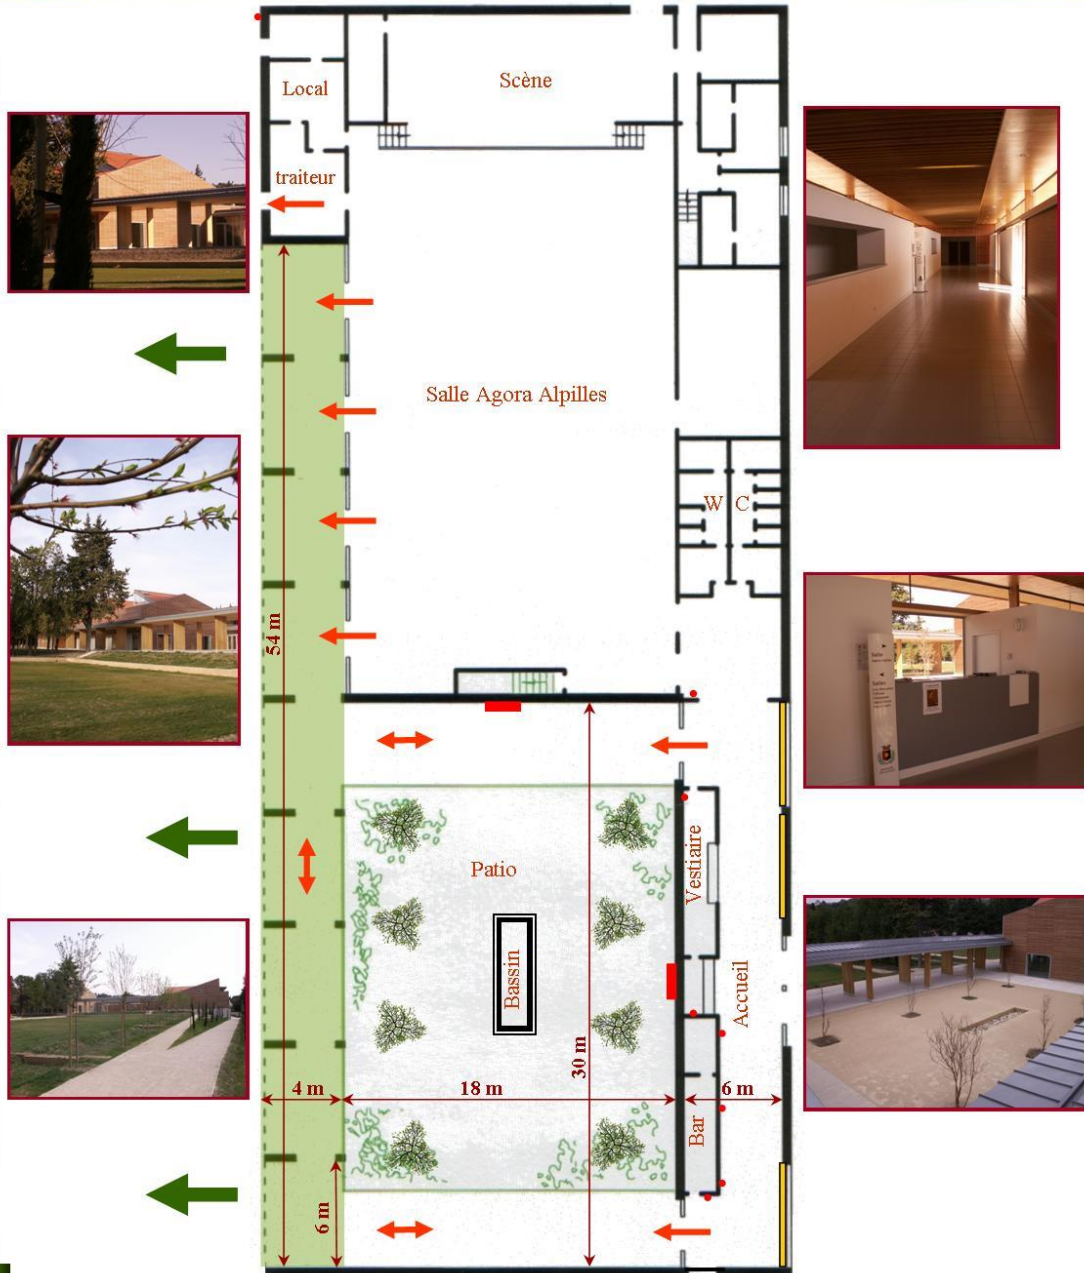 Scène
Local
traiteur
Salle Agora Alpilles
W C
54 m
Patio
Vestiaire
Bassin
Accueil
30 m
4 m
18 m
6 m
Bar
6 m